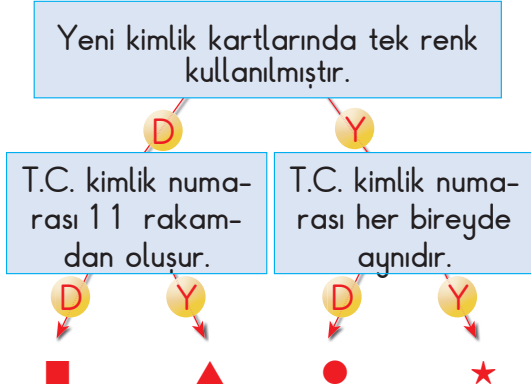 Yeni kimlik kartlarında tek renk
kullanılmıştır.
D
Y
T.C. kimlik numa-
rası 11 rakam-
dan oluşur.
T.C. kimlik numa-
rası her bireyde
aynıdır.
D
Y
D
Y